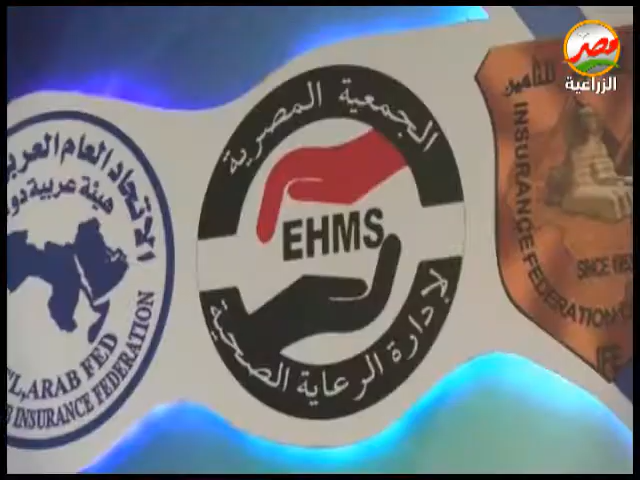 مصر
الزراعية
الاتحاد العام العربي
هيئة عربية
ARAB FED
INSURANCE FEDERATION
الجمعية المصرية
EHMS
لإدارة الرعاية الصحية
للتأمين
INSURANCE FEDERATION
SINCE